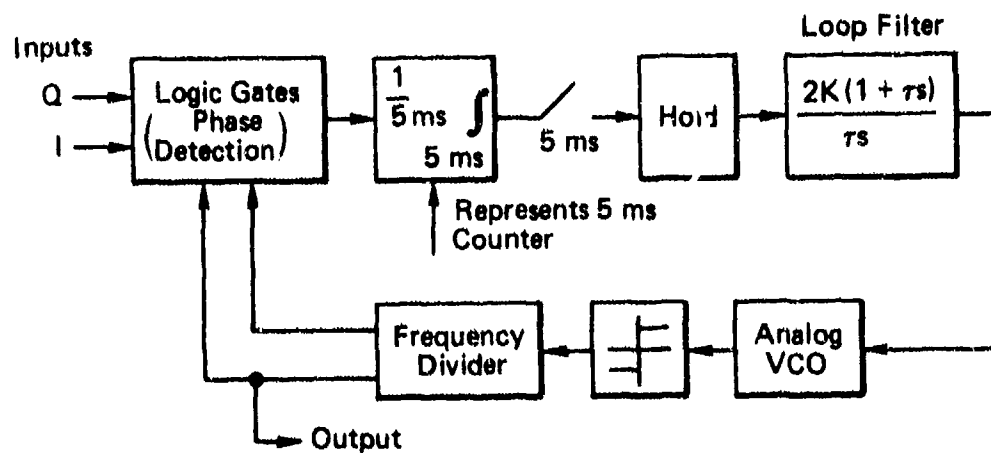 Inputs
Q
I
Logic Gates
(Phase
Detection)
1
5 ms ∫
5 ms
5 ms
Represents 5 ms
Counter
Hold
Loop Filter
2K (1 + τs)
τs
Analog
VCO
Frequency
Divider
Output